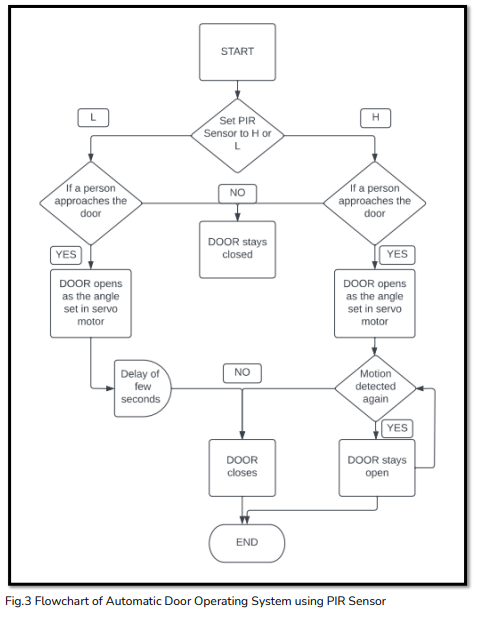 START
Set PIR
Sensor to H or
L
L
H
If a person
approaches the
door
NO
If a person
approaches the
door
DOOR stays
closed
YES
YES
DOOR opens
as the angle
set in servo
motor
DOOR opens
as the angle
set in servo
motor
Delay of
few
seconds
NO
Motion
detected
again
YES
DOOR
closes
DOOR stays
open
END
Fig.3 Flowchart of Automatic Door Operating System using PIR Sensor